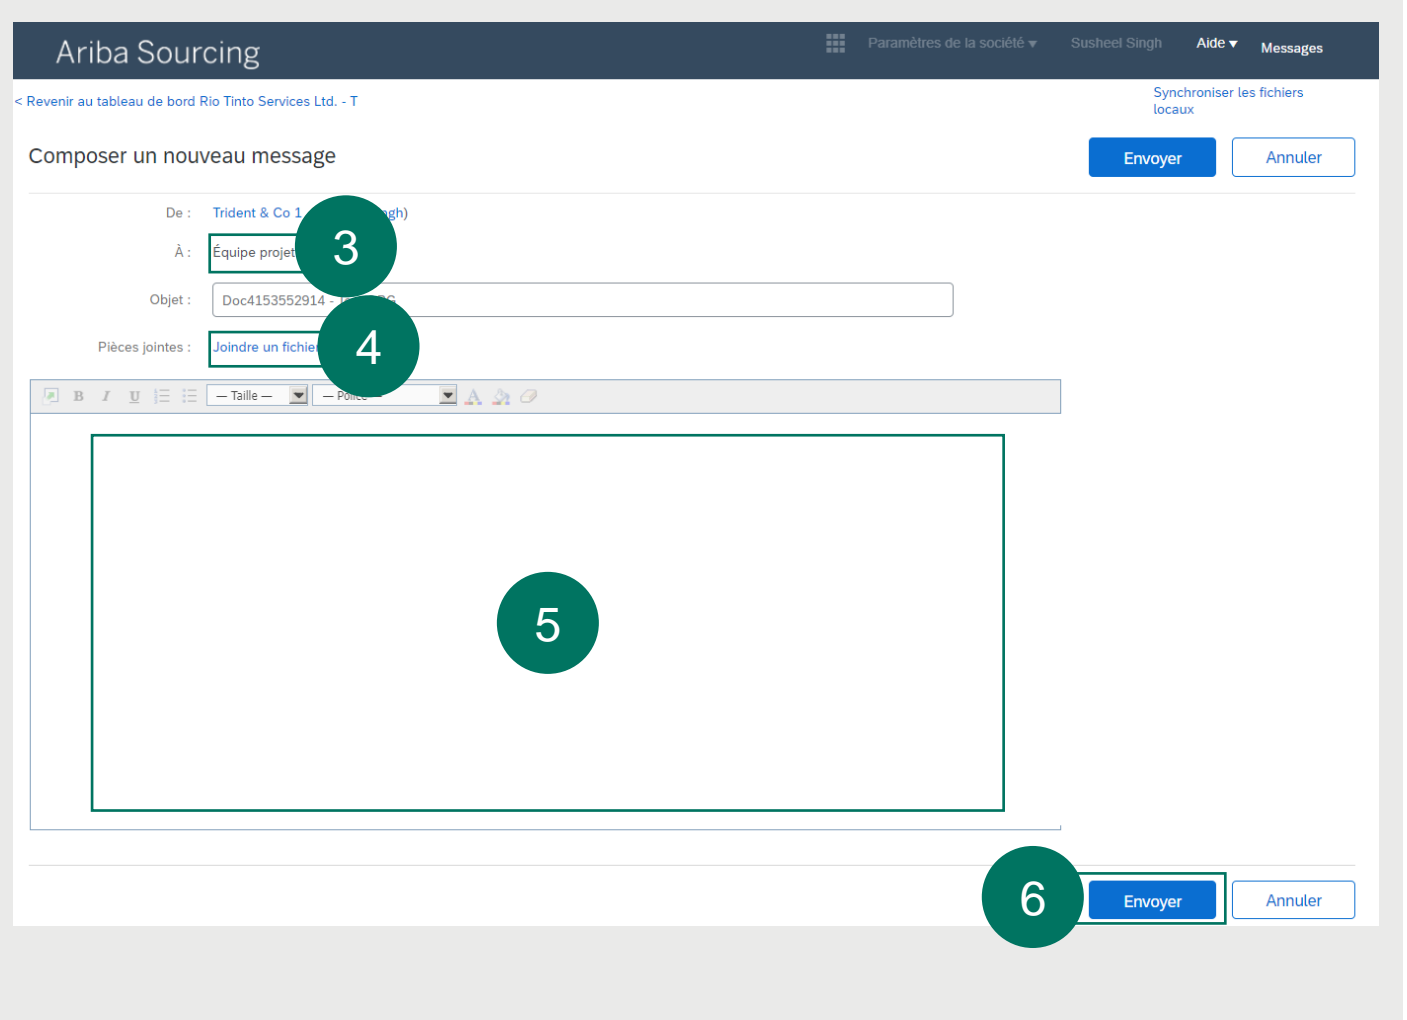 Ariba Sourcing
Paramètres de la société
Susheel Singh
Aide
Messages
< Revenir au tableau de bord Rio Tinto Services Ltd. - T
Synchroniser les fichiers
locaux
Composer un nouveau message
Envoyer
Annuler
De :
Trident & Co 1
À :
Équipe projet
3
Objet :
Doc4153552914 -
Pièces jointes :
Joindre un fichier
4
B I U
— Taille —
A
5
6
Envoyer
Annuler